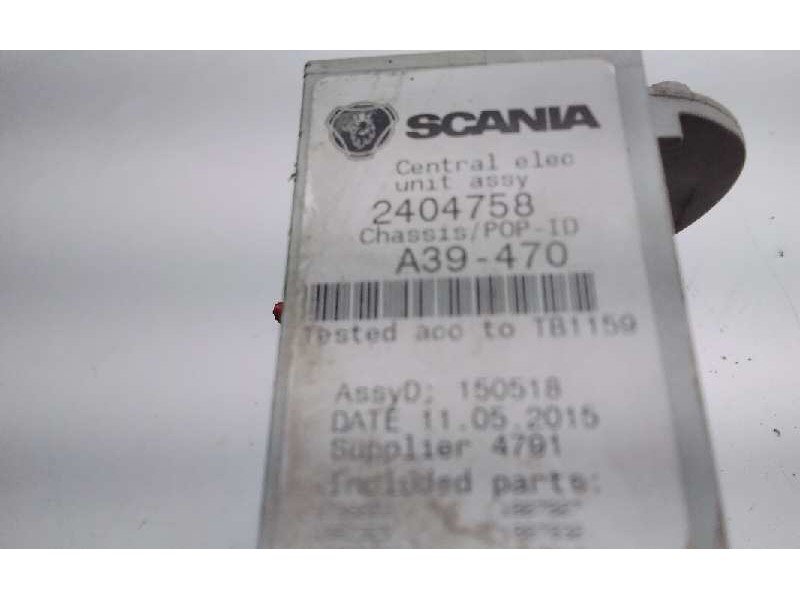 SCANIA
Central elec
unit assy
2404758
Chassis/POP-ID
A39-470
Tested acc to TB1159
AssyD; 150518
DATE 11.05.2015
Supplier 4791
Included parts: